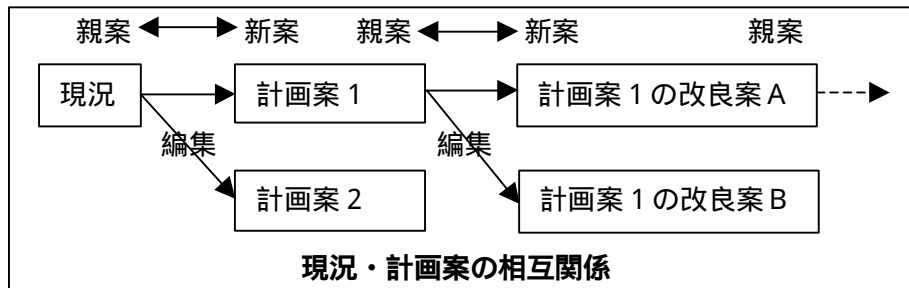 親案 新案 親案 新案 親案
現況 計画案１ 計画案１の改良案A
編集 編集
計画案２ 計画案１の改良案B
現況・計画案の相互関係